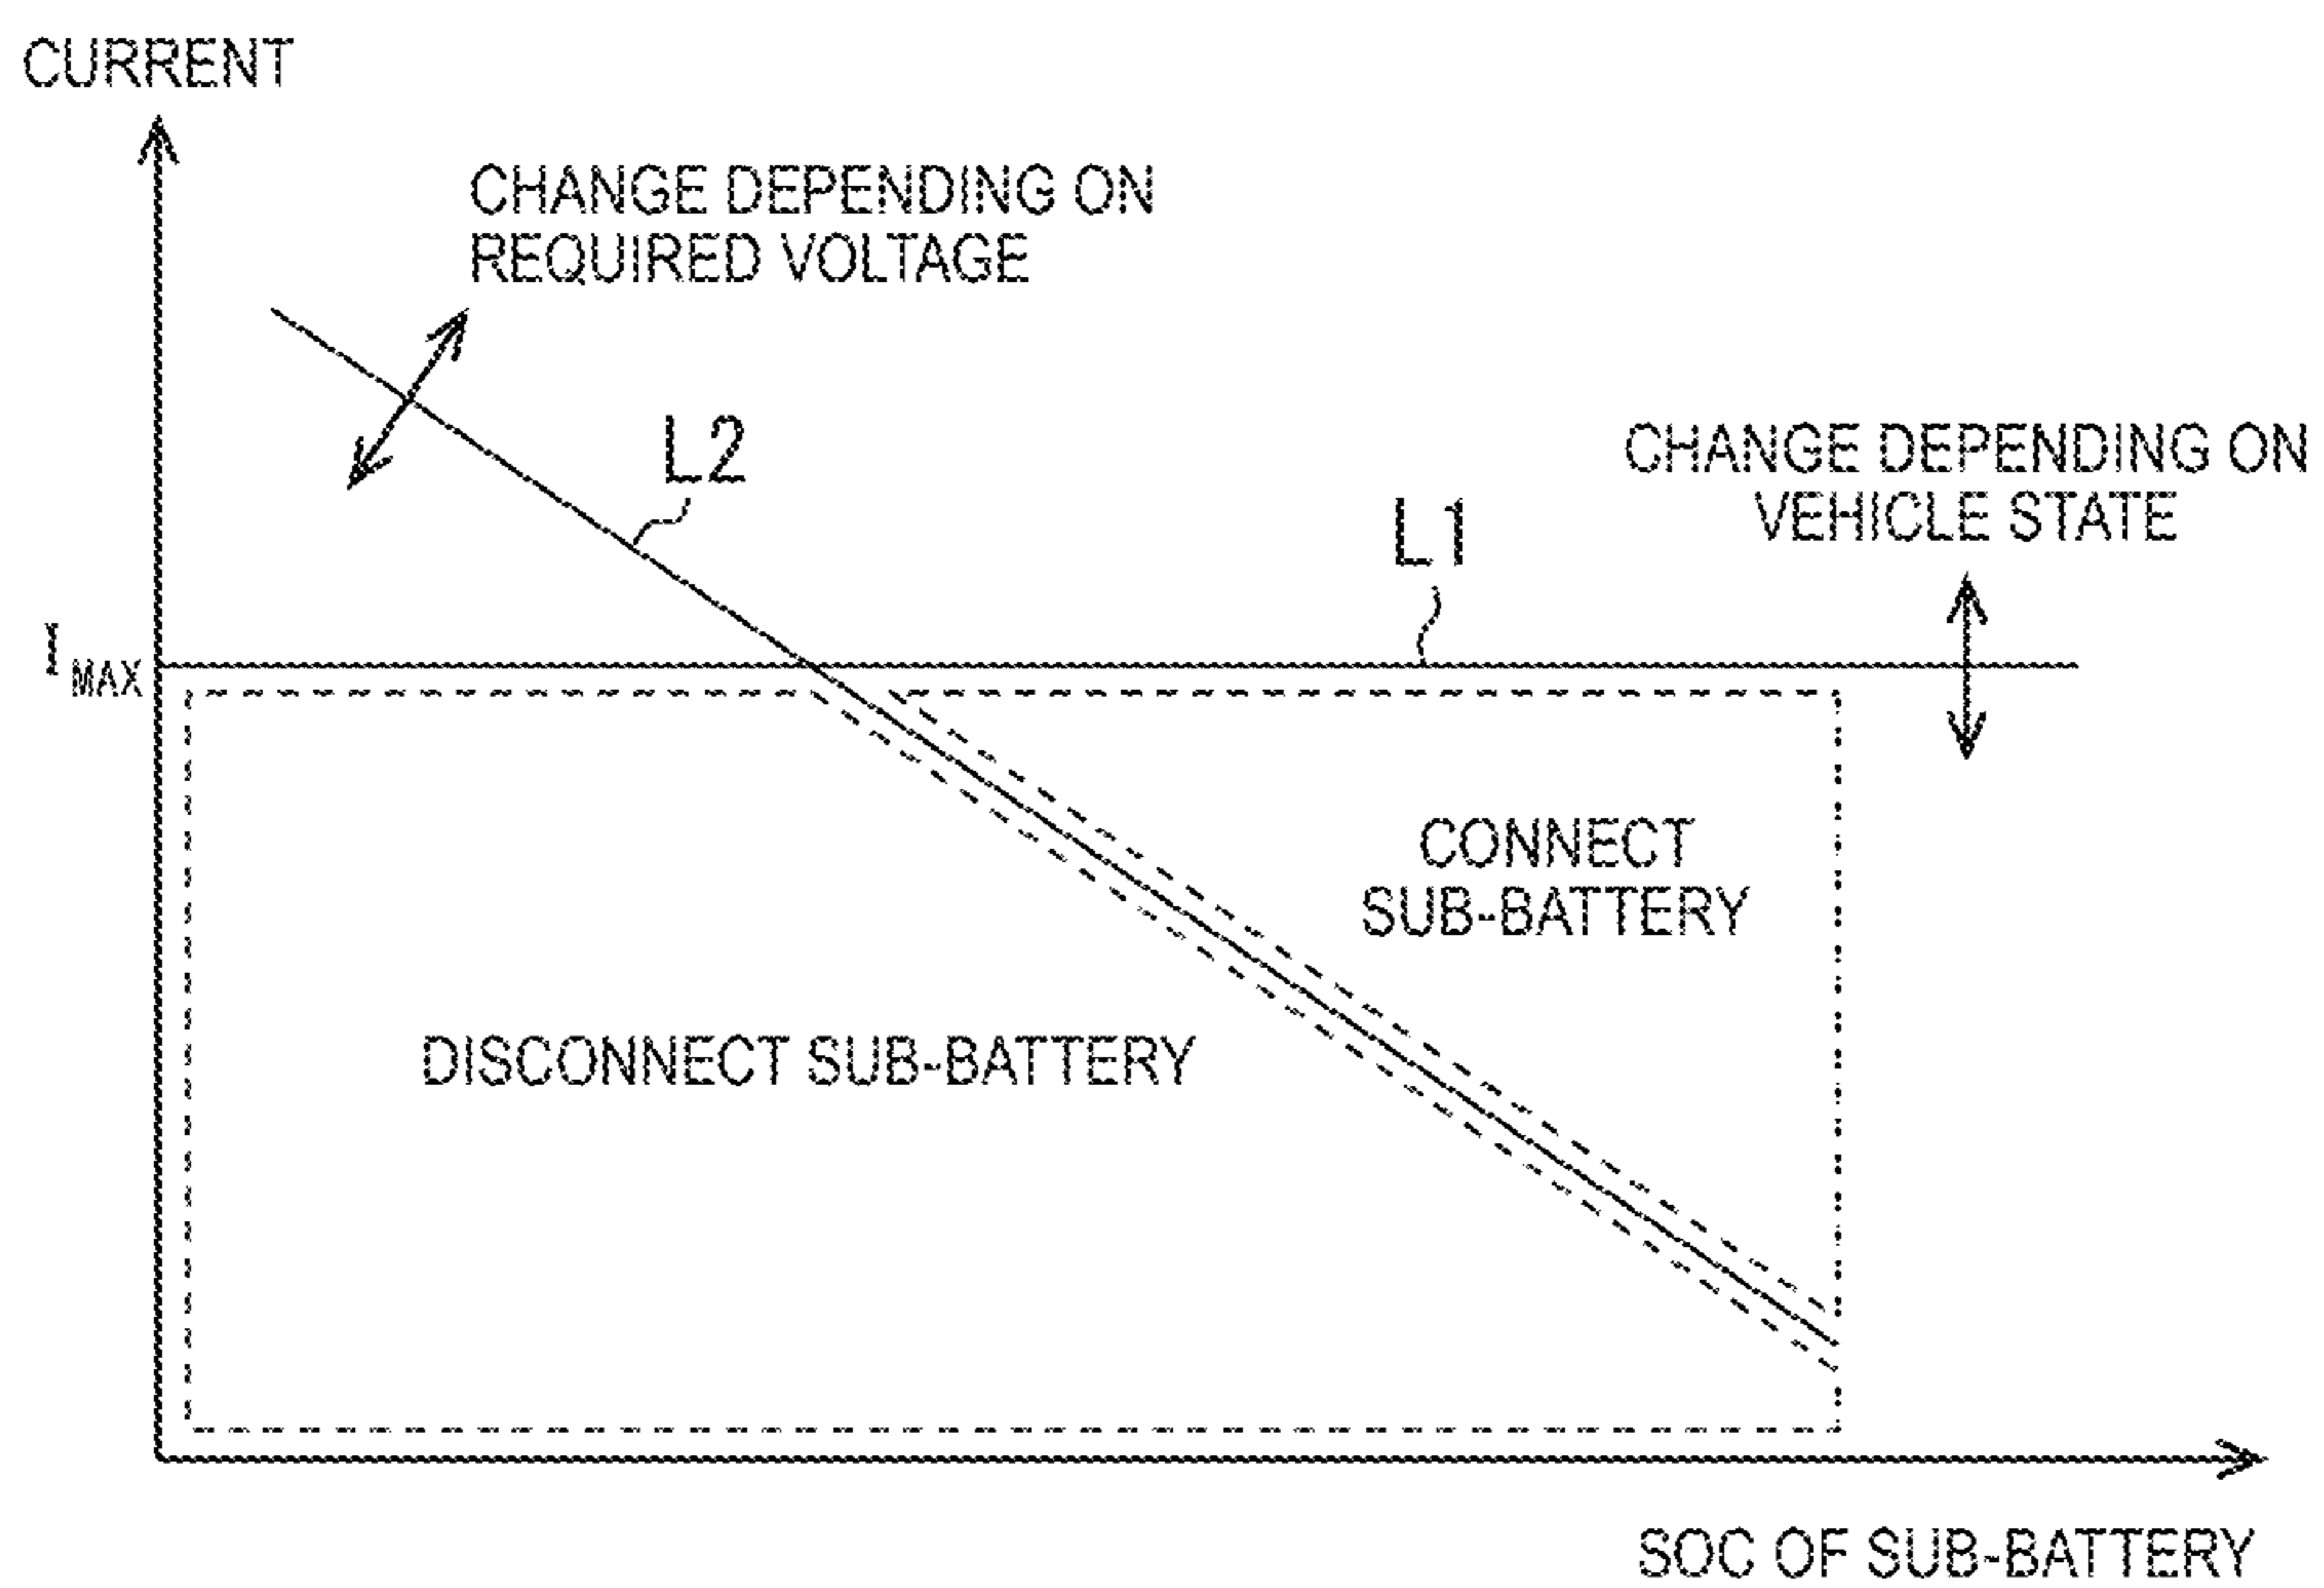 CURRENT
CHANGE DEPENDING ON
REQUIRED VOLTAGE
L2
CHANGE DEPENDING ON
VEHICLE STATE
L1
IMAX
CONNECT
SUB-BATTERY
DISCONNECT SUB-BATTERY
SOC OF SUB-BATTERY